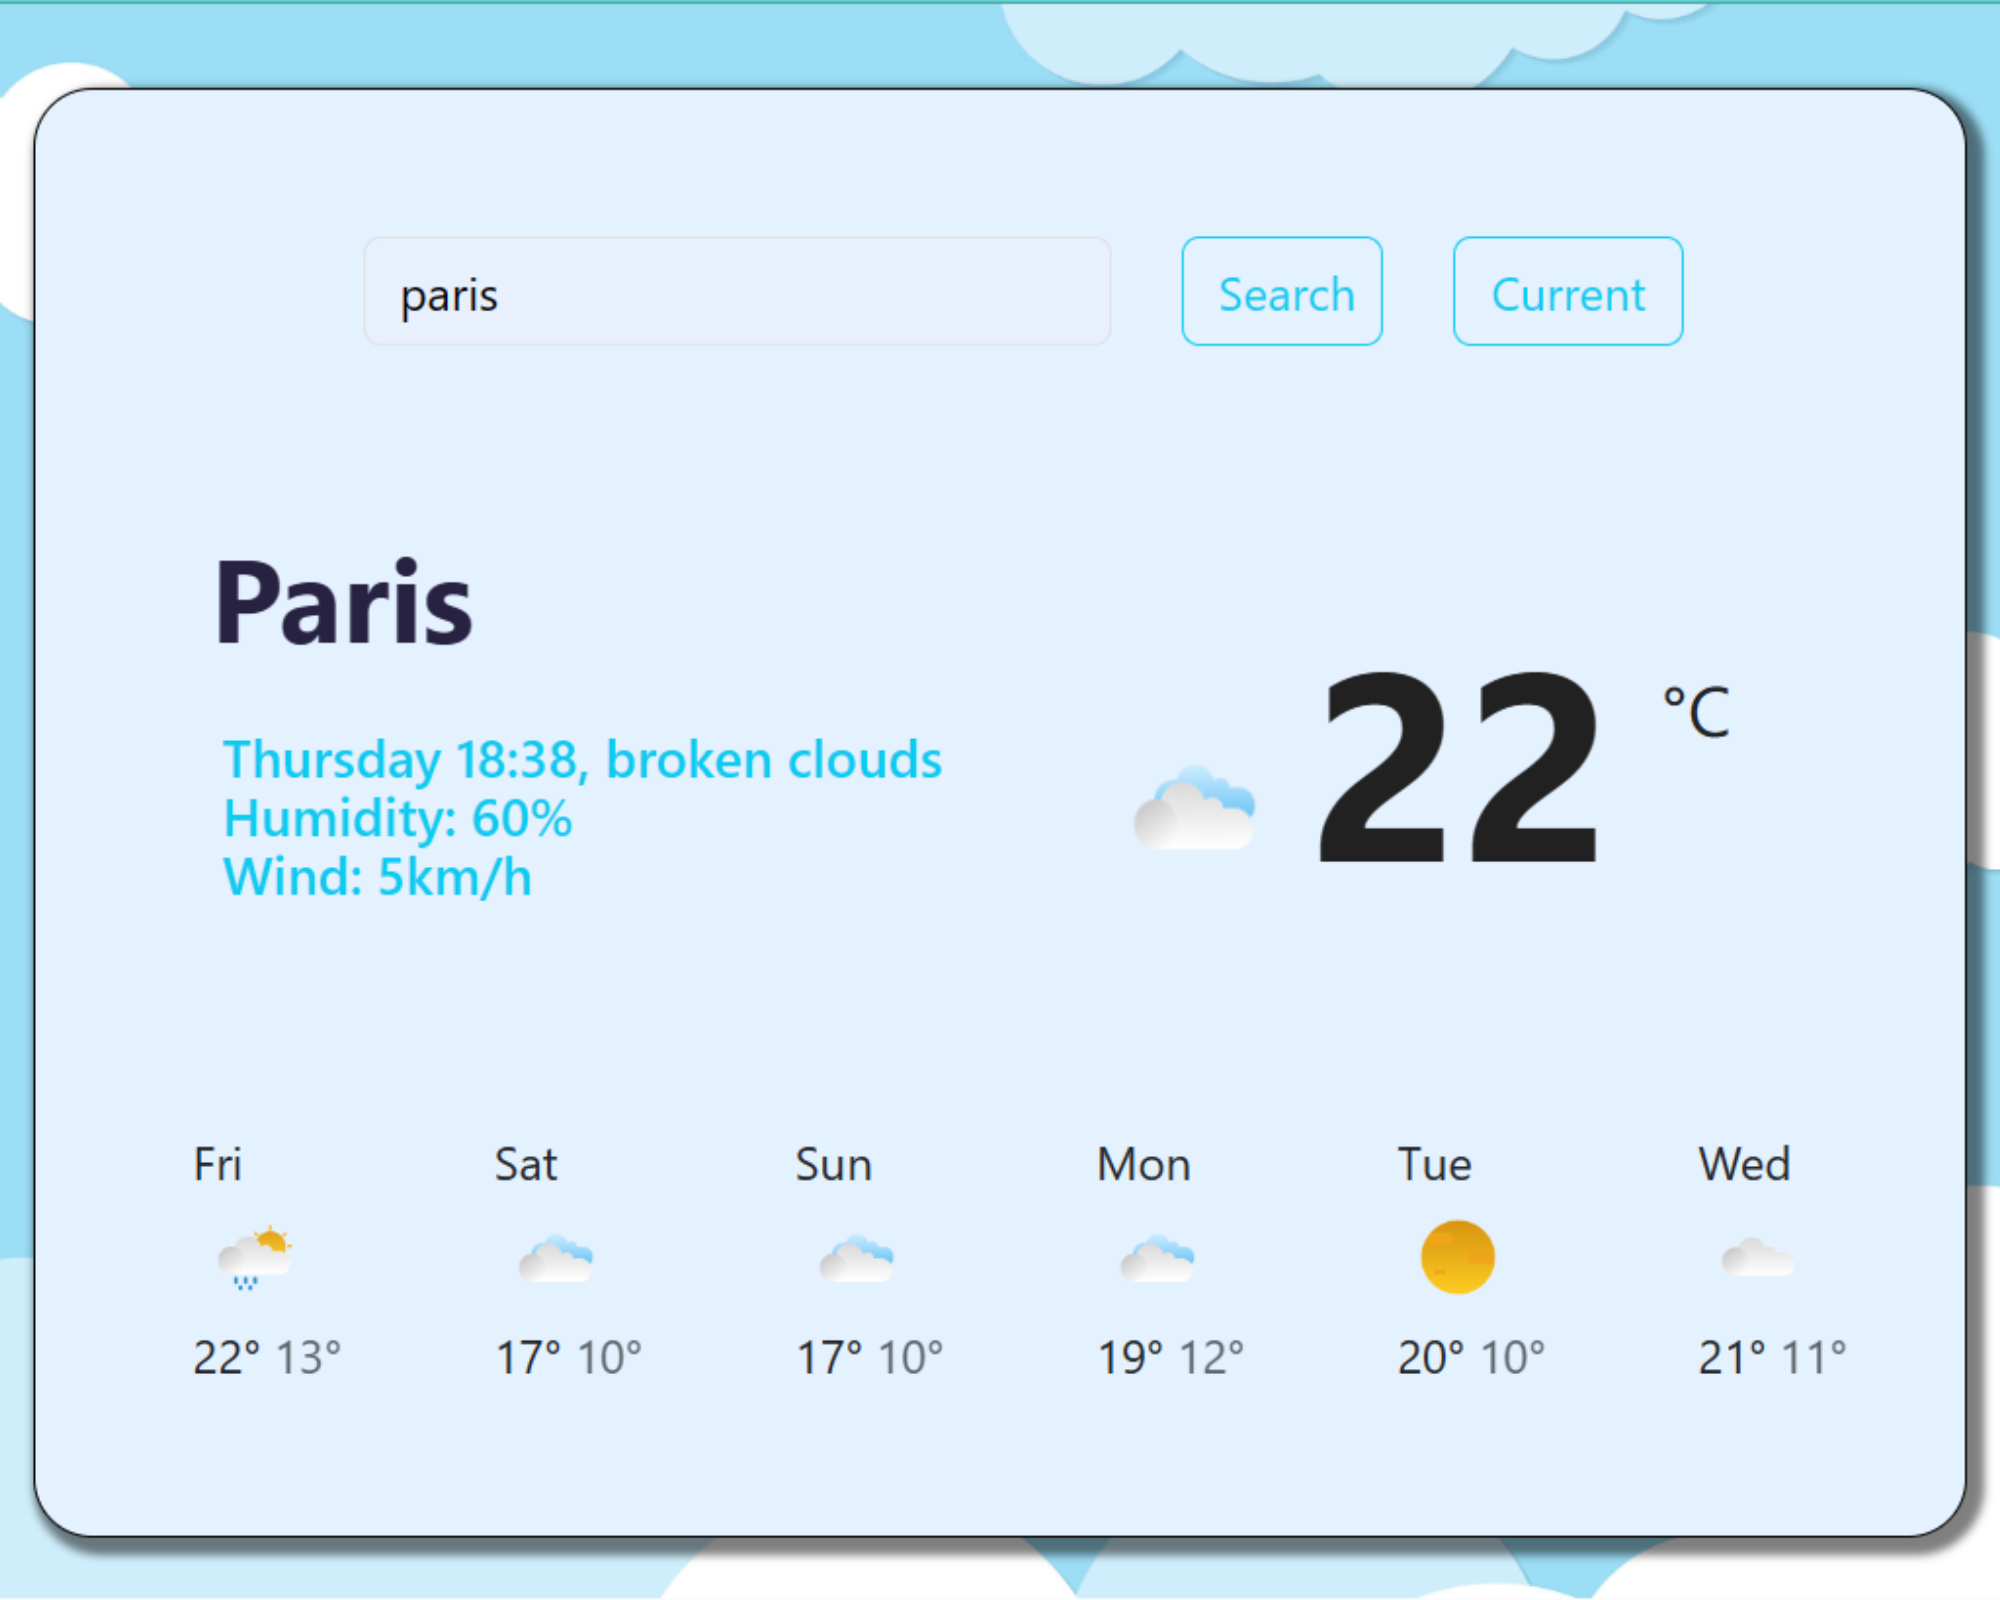 paris Search Current
Paris
Thursday 18:38, broken clouds
Humidity: 60%
Wind: 5km/h
22 °C
Fri Sat Sun Mon Tue Wed
22° 13° 17° 10° 17° 10° 19° 12° 20° 10° 21° 11°